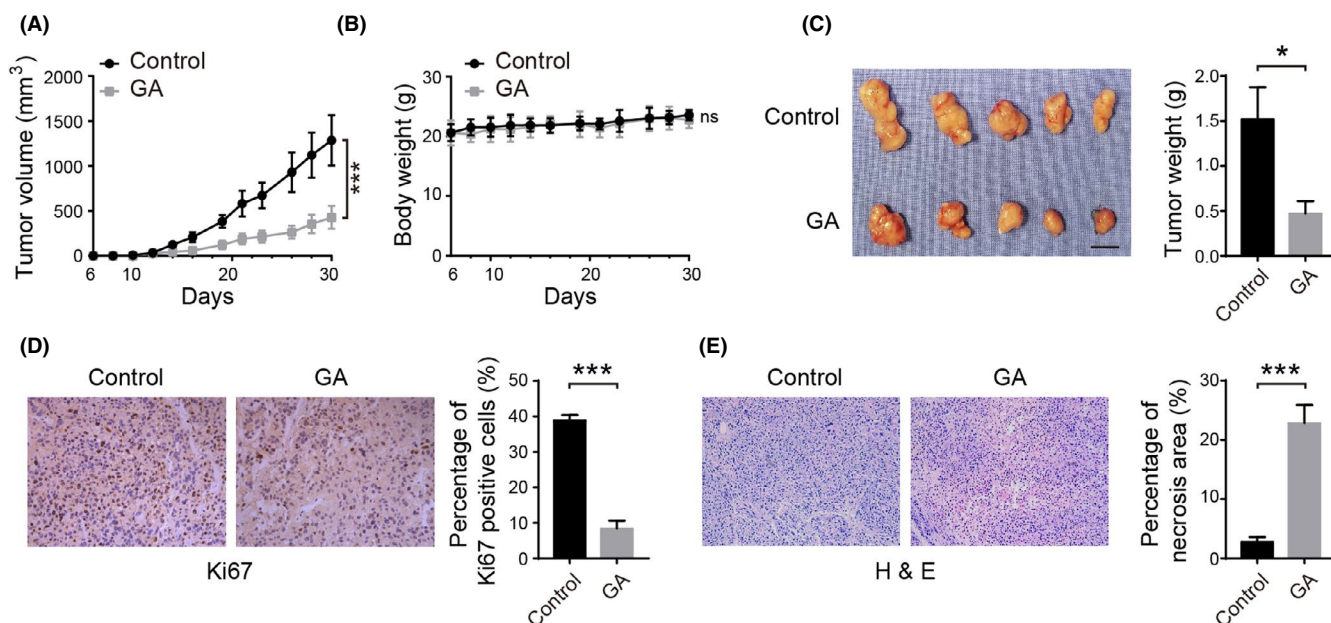 (A)
Control
GA
Tumor volume (mm3)
2000
1500
1000
500
0
6
10
20
30
Days
***
(B)
Control
GA
Body weight (g)
30
20
10
0
6
10
20
30
Days
ns
(C)
Control
GA
Tumor weight (g)
2.0
1.5
1.0
0.5
0.0
*
Control
GA
(D)
Control
GA
Ki67
Percentage of
Ki67 positive cells (%)
50
40
30
20
10
0
***
Control
GA
(E)
Control
GA
H & E
Percentage of
necrosis area (%)
30
20
10
0
***
Control
GA